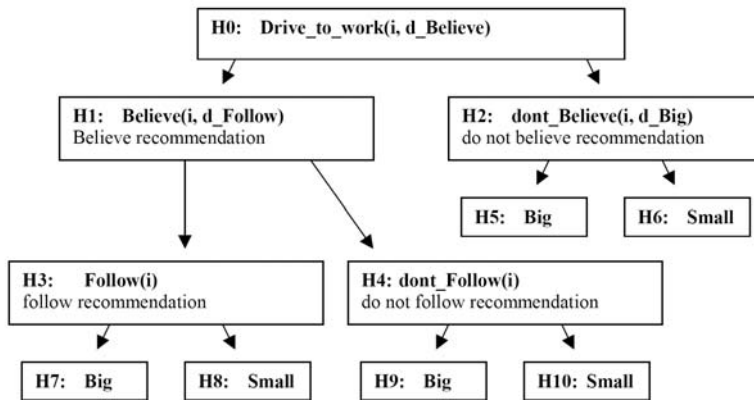 H0: Drive_to_work(i, d_Believe)
H1: Believe(i, d_Follow)
Believe recommendation
H2: dont_Believe(i, d_Big)
do not believe recommendation
H5: Big
H6: Small
H3: Follow(i)
follow recommendation
H4: dont_Follow(i)
do not follow recommendation
H7: Big
H8: Small
H9: Big
H10: Small